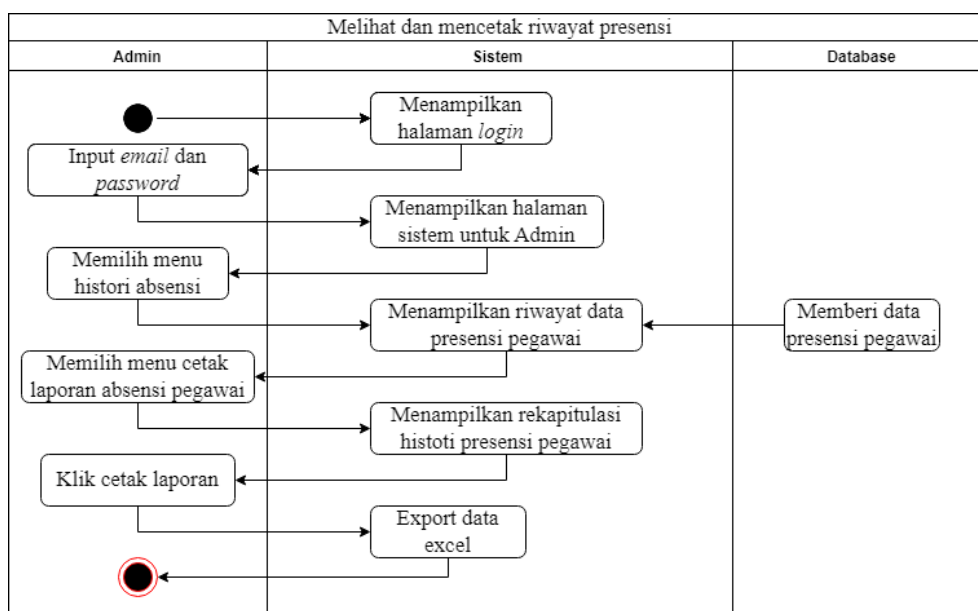 Melihat dan mencetak riwayat presensi
Admin
Sistem
Database
Menampilkan
halaman login
Input email dan
password
Menampilkan halaman
sistem untuk Admin
Memilih menu
histori absensi
Menampilkan riwayat data
presensi pegawai
Memberi data
presensi pegawai
Memilih menu cetak
laporan absensi pegawai
Menampilkan rekapitulasi
histoti presensi pegawai
Klik cetak laporan
Export data
excel